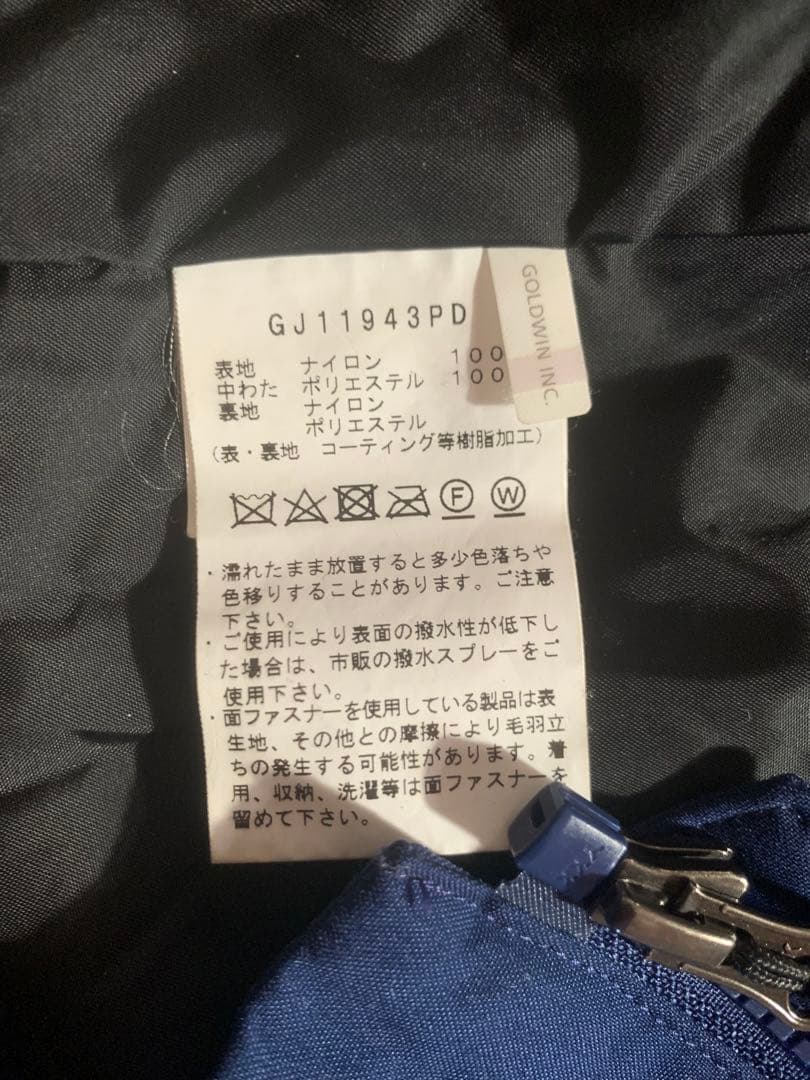 GJ11943PD
GOLDWIN INC.
表地 ナイロン 100
中わた ポリエステル 100
裏地 ナイロン
ポリエステル
(表・裏地 コーティング等樹脂加工)
F W
・濡れたまま放置すると多少色落ちや
色移りすることがあります。ご注意
下さい。
・ご使用により表面の撥水性が低下し
た場合は、市販の撥水スプレーをご
使用下さい。
・面ファスナーを使用している製品は表
生地、その他との摩擦により毛羽立
ちの発生する可能性があります。着
用、収納、洗濯等は面ファスナーを
留めて下さい。